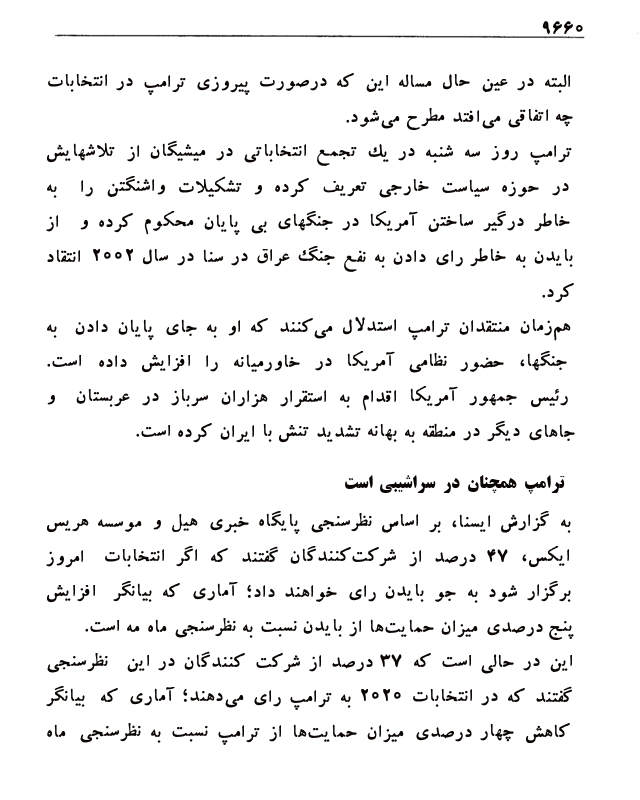 ۹۶۶۰
البته در عین حال مساله این که درصورت پیروزی ترامپ در انتخابات
چه اتفاقی می‌افتد مطرح می‌شود.
ترامپ روز سه شنبه در یك تجمع انتخاباتی در میشیگان از تلاشهایش
در حوزه سیاست خارجی تعریف کرده و تشکیلات واشنگتن را به
خاطر درگیر ساختن آمریکا در جنگهای بی پایان محکوم کرده و از
بایدن به خاطر رای دادن به نفع جنگ عراق در سنا در سال ۲۰۰۲ انتقاد
کرد.
هم‌زمان منتقدان ترامپ استدلال می‌کنند که او به جای پایان دادن به
جنگها، حضور نظامی آمریکا در خاورمیانه را افزایش داده است.
رئیس جمهور آمریکا اقدام به استقرار هزاران سرباز در عربستان و
جاهای دیگر در منطقه به بهانه تشدید تنش با ایران کرده است.
ترامپ همچنان در سراشیبی است
به گزارش ایسنا، بر اساس نظرسنجی پایگاه خبری هیل و موسسه هریس
ایکس، ۴۷ درصد از شرکت‌کنندگان گفتند که اگر انتخابات امروز
برگزار شود به جو بایدن رای خواهند داد؛ آماری که بیانگر افزایش
پنج درصدی میزان حمایت‌ها از بایدن نسبت به نظرسنجی ماه مه است.
این در حالی است که ۳۷ درصد از شرکت کنندگان در این نظرسنجی
گفتند که در انتخابات ۲۰۲۰ به ترامپ رای می‌دهند؛ آماری که بیانگر
کاهش چهار درصدی میزان حمایت‌ها از ترامپ نسبت به نظرسنجی ماه